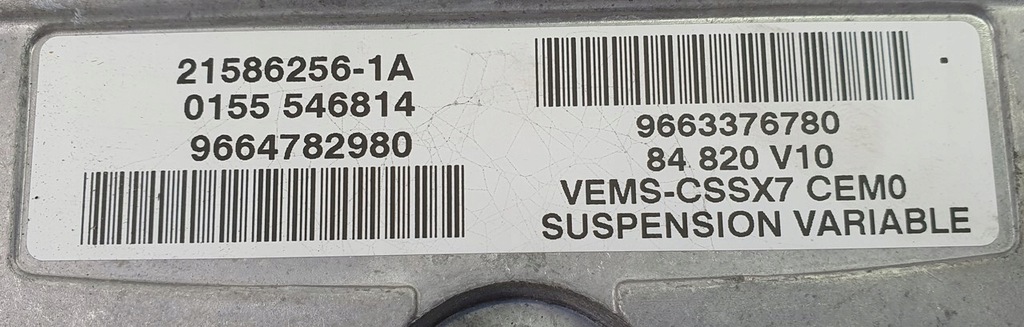 21586256-1A
0155 546814
9664782980
9663376780
84 820 V10
VEMS-CSSX7 CEM0
SUSPENSION VARIABLE